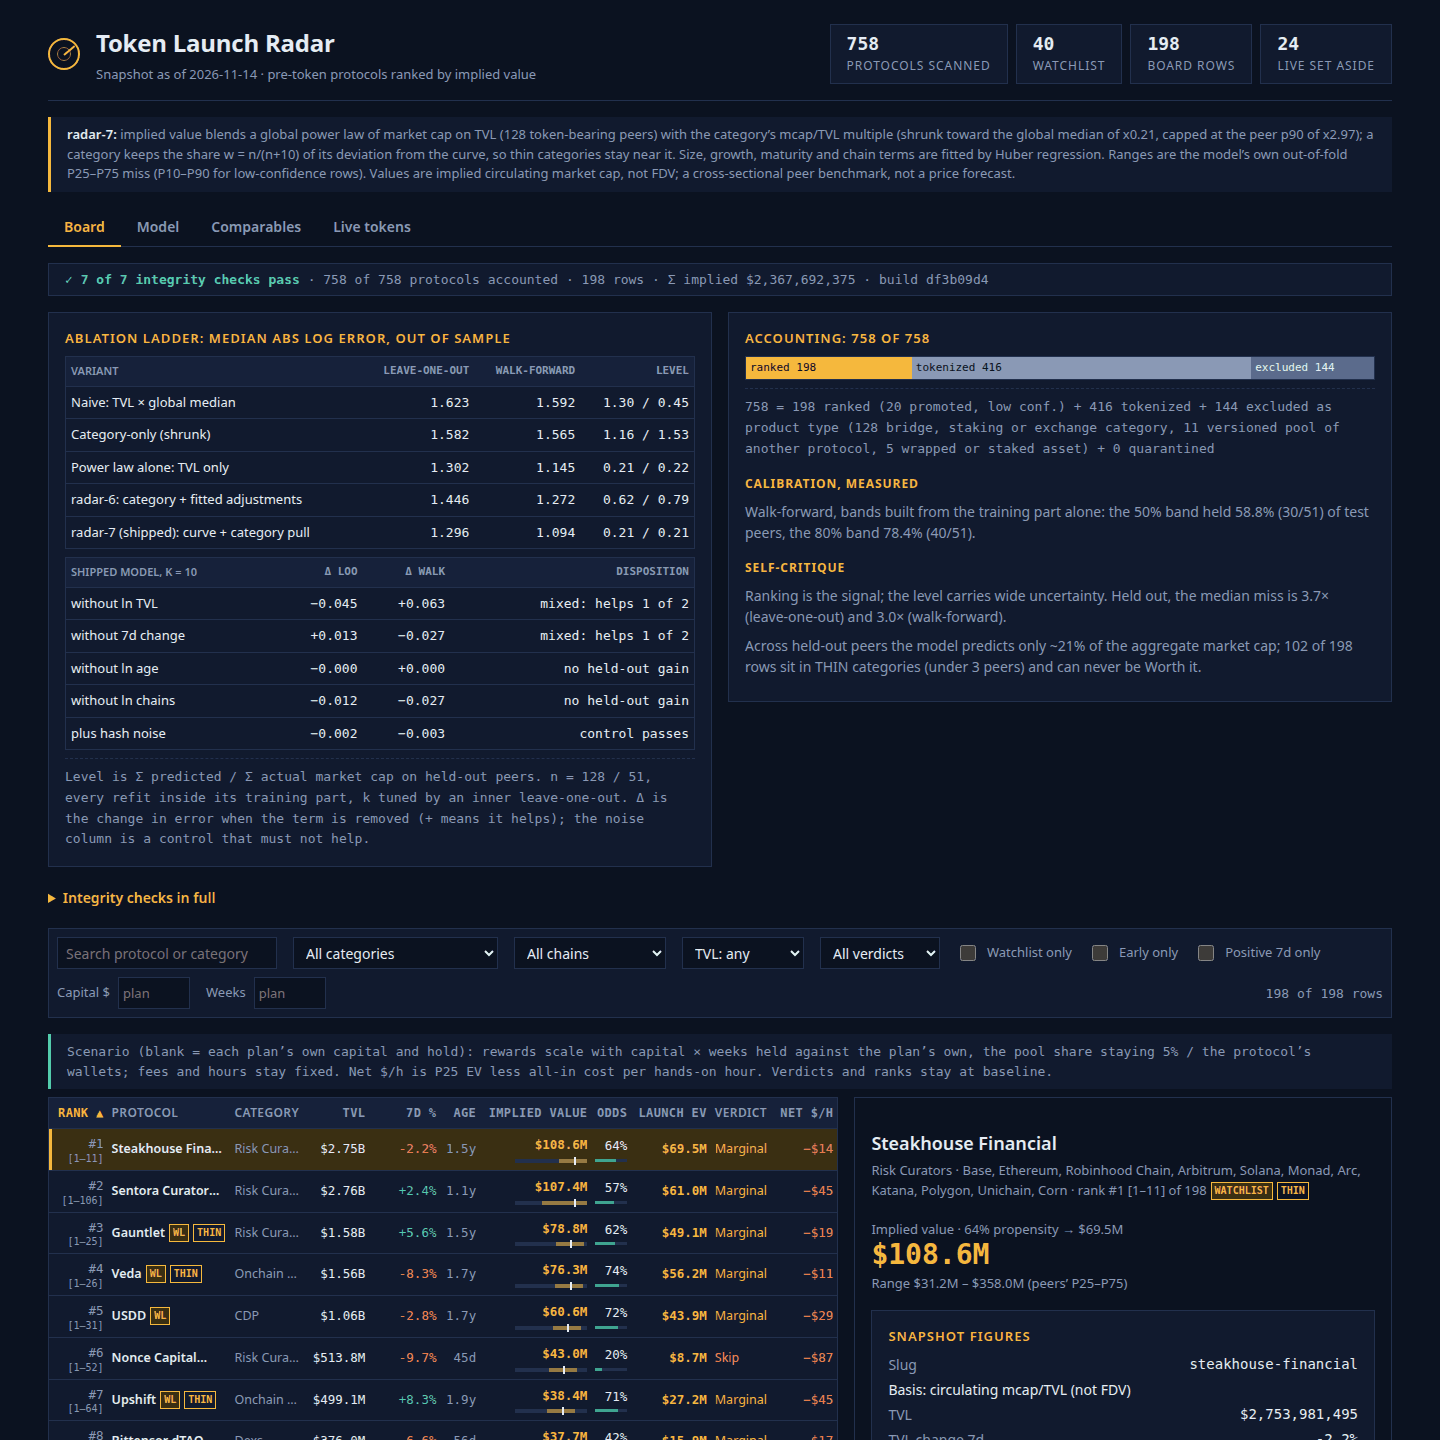 Token Launch Radar
Snapshot as of 2026-11-14 · pre-token protocols ranked by implied value
758
PROTOCOLS SCANNED
40
WATCHLIST
198
BOARD ROWS
24
LIVE SET ASIDE
radar-7: implied value blends a global power law of market cap on TVL (128 token-bearing peers) with the category's mcap/TVL multiple (shrunk toward the global median of x0.21, capped at the peer p90 of x2.97); a
category keeps the share w = n/(n+10) of its deviation from the curve, so thin categories stay near it. Size, growth, maturity and chain terms are fitted by Huber regression. Ranges are the model's own out-of-fold
P25–P75 miss (P10–P90 for low-confidence rows). Values are implied circulating market cap, not FDV; a cross-sectional peer benchmark, not a price forecast.
Board Model Comparables Live tokens
✓ 7 of 7 integrity checks pass · 758 of 758 protocols accounted · 198 rows · Σ implied $2,367,692,375 · build df3b09d4
ABLATION LADDER: MEDIAN ABS LOG ERROR, OUT OF SAMPLE
VARIANT LEAVE-ONE-OUT WALK-FORWARD LEVEL
Naive: TVL × global median 1.623 1.592 1.30 / 0.45
Category-only (shrunk) 1.582 1.565 1.16 / 1.53
Power law alone: TVL only 1.302 1.145 0.21 / 0.22
radar-6: category + fitted adjustments 1.446 1.272 0.62 / 0.79
radar-7 (shipped): curve + category pull 1.296 1.094 0.21 / 0.21
SHIPPED MODEL, K = 10 Δ LOO Δ WALK DISPOSITION
without ln TVL −0.045 +0.063 mixed: helps 1 of 2
without 7d change +0.013 −0.027 mixed: helps 1 of 2
without ln age −0.000 +0.000 no held-out gain
without ln chains −0.012 −0.027 no held-out gain
plus hash noise −0.002 −0.003 control passes
Level is Σ predicted / Σ actual market cap on held-out peers. n = 128 / 51,
every refit inside its training part, k tuned by an inner leave-one-out. Δ is
the change in error when the term is removed (+ means it helps); the noise
column is a control that must not help.
ACCOUNTING: 758 OF 758
ranked 198 tokenized 416 excluded 144
758 = 198 ranked (20 promoted, low conf.) + 416 tokenized + 144 excluded as
product type (128 bridge, staking or exchange category, 11 versioned pool of
another protocol, 5 wrapped or staked asset) + 0 quarantined
CALIBRATION, MEASURED
Walk-forward, bands built from the training part alone: the 50% band held 58.8% (30/51) of test
peers, the 80% band 78.4% (40/51).
SELF-CRITIQUE
Ranking is the signal; the level carries wide uncertainty. Held out, the median miss is 3.7×
(leave-one-out) and 3.0× (walk-forward).
Across held-out peers the model predicts only ~21% of the aggregate market cap; 102 of 198
rows sit in THIN categories (under 3 peers) and can never be Worth it.
▶ Integrity checks in full
Search protocol or category All categories All chains TVL: any All verdicts Watchlist only Early only Positive 7d only
Capital $ plan Weeks plan 198 of 198 rows
Scenario (blank = each plan's own capital and hold): rewards scale with capital × weeks held against the plan's own, the pool share staying 5% / the protocol's
wallets; fees and hours stay fixed. Net $/h is P25 EV less all-in cost per hands-on hour. Verdicts and ranks stay at baseline.
RANK ▲ PROTOCOL CATEGORY TVL 7D % AGE IMPLIED VALUE ODDS LAUNCH EV VERDICT NET $/H
#1 [1–11] Steakhouse Fina... Risk Cura... $2.75B -2.2% 1.5y $108.6M 64% $69.5M Marginal −$14
#2 [1–106] Sentora Curator... Risk Cura... $2.76B +2.4% 1.1y $107.4M 57% $61.0M Marginal −$45
#3 [1–25] Gauntlet WL THIN Risk Cura... $1.58B +5.6% 1.5y $78.8M 62% $49.1M Marginal −$19
#4 [1–26] Veda WL THIN Onchain ... $1.56B -8.3% 1.7y $76.3M 74% $56.2M Marginal −$11
#5 [1–31] USDD WL CDP $1.06B -2.8% 1.7y $60.6M 72% $43.9M Marginal −$29
#6 [1–52] Nonce Capital... Risk Cura... $513.8M -9.7% 45d $43.0M 20% $8.7M Skip −$87
#7 [1–64] Upshift WL THIN Onchain ... $499.1M +8.3% 1.9y $38.4M 71% $27.2M Marginal −$45
#8 Bittensor dTAO Dexs $376.0M -6.6% 56d $37.7M 42% $15.9M Marginal −$17
Steakhouse Financial
Risk Curators · Base, Ethereum, Robinhood Chain, Arbitrum, Solana, Monad, Arc,
Katana, Polygon, Unichain, Corn · rank #1 [1–11] of 198 WATCHLIST THIN
Implied value · 64% propensity → $69.5M
$108.6M
Range $31.2M – $358.0M (peers' P25–P75)
SNAPSHOT FIGURES
Slug steakhouse-financial
Basis: circulating mcap/TVL (not FDV)
TVL $2,753,981,495
TVL change 7d -2.2%